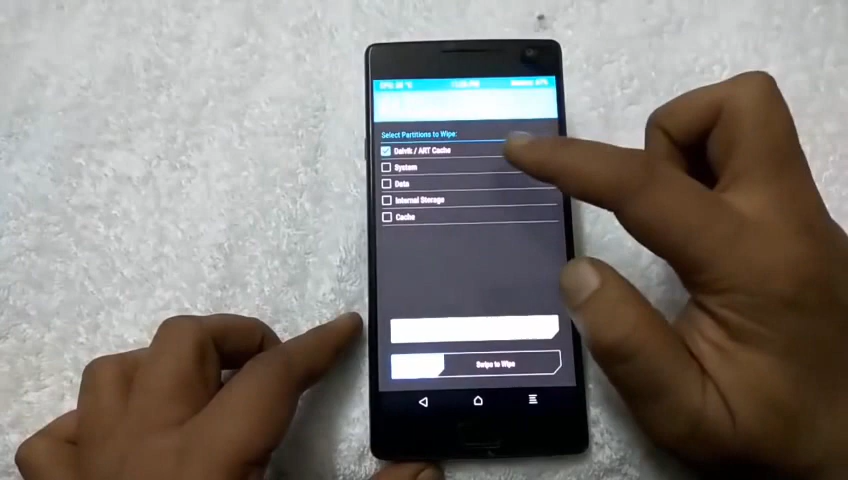 Select Partitions to Wipe:
Dalvik / ART Cache
System
Data
Internal Storage
Cache
Swipe to Wipe